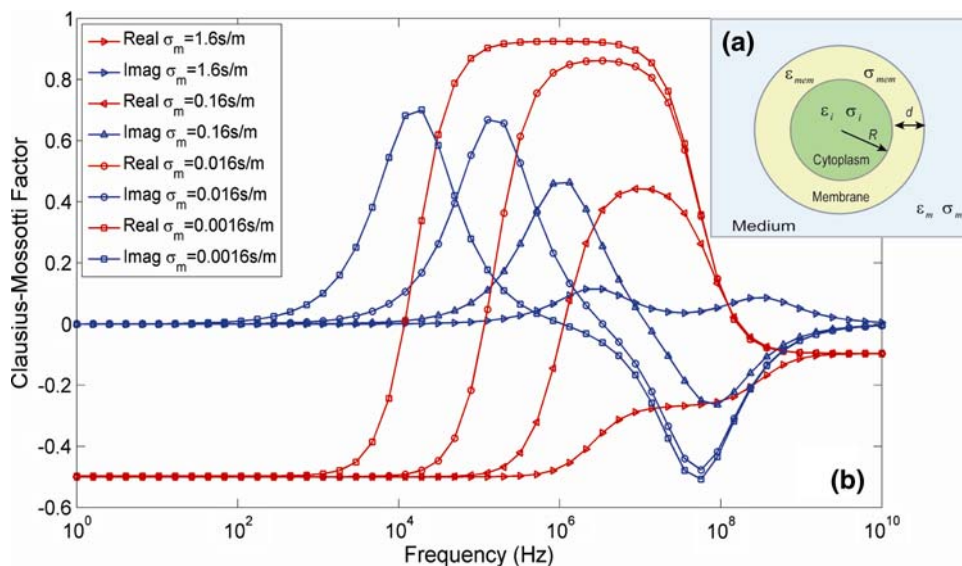 Real σm=1.6s/m
Imag σm=1.6s/m
Real σm=0.16s/m
Imag σm=0.16s/m
Real σm=0.016s/m
Imag σm=0.016s/m
Real σm=0.0016s/m
Imag σm=0.0016s/m
(a)
εmem σmem
εi σi
d
R
Cytoplasm
Membrane
Medium
εm σm
(b)
Clausius-Mossotti Factor
1
0.8
0.6
0.4
0.2
0
-0.2
-0.4
-0.6
10^0 10^2 10^4 10^6 10^8 10^10
Frequency (Hz)